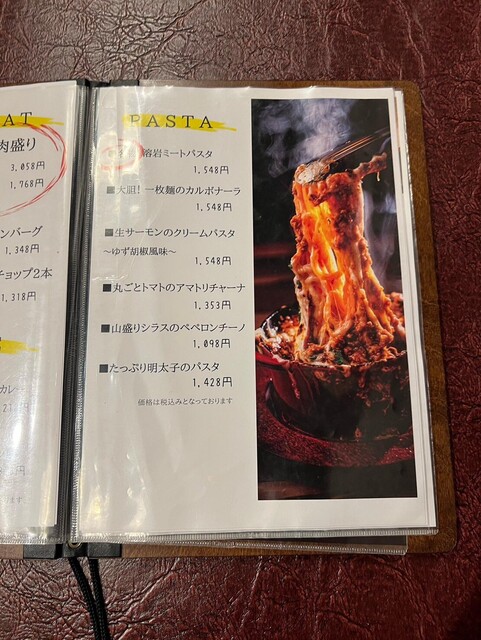 AT
肉盛り
3,058円
1,768円
ンバーグ
1,348円
チョップ2本
1,318円
カレー
PASTA
溶岩ミートパスタ
1,548円
■大胆！一枚麺のカルボナーラ
1,548円
■生サーモンのクリームパスタ
～ゆず胡椒風味～
1,548円
■丸ごとトマトのアマトリチャーナ
1,353円
■山盛りシラスのペペロンチーノ
1,098円
■たっぷり明太子のパスタ
1,428円
価格は税込みとなっております